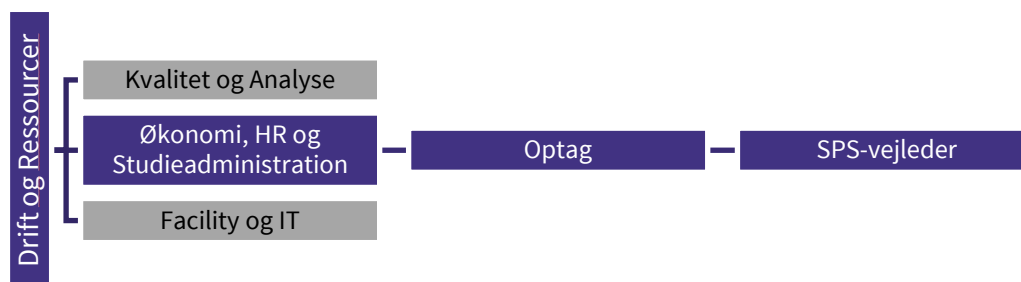 Drift og Ressourcer
Kvalitet og Analyse
Økonomi, HR og
Studieadministration
Optag
SPS-vejleder
Facility og IT